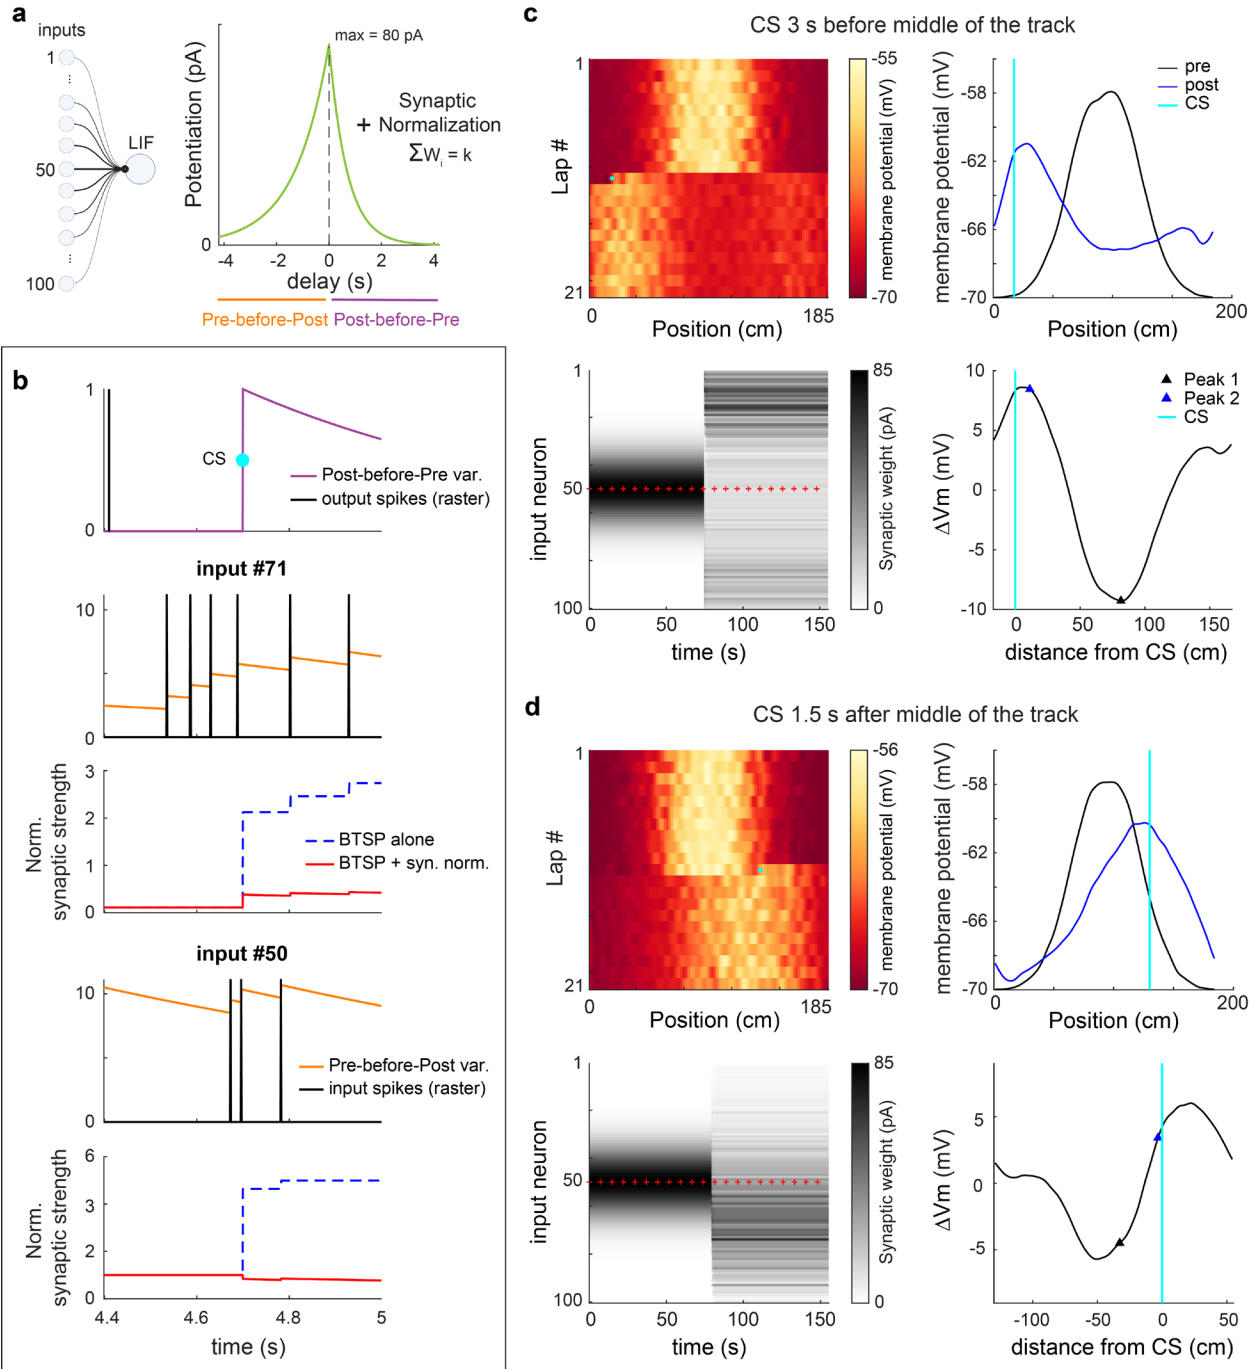 a
inputs
1
50
100
LIF
Potentiation (pA)
max = 80 pA
+ Synaptic
Normalization
ΣWi = k
0
-4 -2 0 2 4
delay (s)
Pre-before-Post Post-before-Pre
b
1
0
CS
Post-before-Pre var.
output spikes (raster)
input #71
10
0
Norm.
synaptic strength
3
2
1
0
BTSP alone
BTSP + syn. norm.
input #50
10
0
Pre-before-Post var.
input spikes (raster)
Norm.
synaptic strength
6
3
2
0
4.4 4.6 4.8 5
time (s)
c
CS 3 s before middle of the track
Lap #
1
21
0 185
Position (cm)
-55
-70
membrane potential (mV)
membrane potential (mV)
-58
-62
-66
-70
0 200
Position (cm)
pre
post
CS
input neuron
1
50
100
0 50 100 150
time (s)
85
0
Synaptic weight (pA)
ΔVm (mV)
10
5
0
-5
-10
0 50 100 150
distance from CS (cm)
Peak 1
Peak 2
CS
d
CS 1.5 s after middle of the track
Lap #
1
21
0 185
Position (cm)
-56
-70
membrane potential (mV)
membrane potential (mV)
-58
-62
-66
-70
0 200
Position (cm)
input neuron
1
50
100
0 50 100 150
time (s)
85
0
Synaptic weight (pA)
ΔVm (mV)
5
0
-5
-100 -50 0 50
distance from CS (cm)